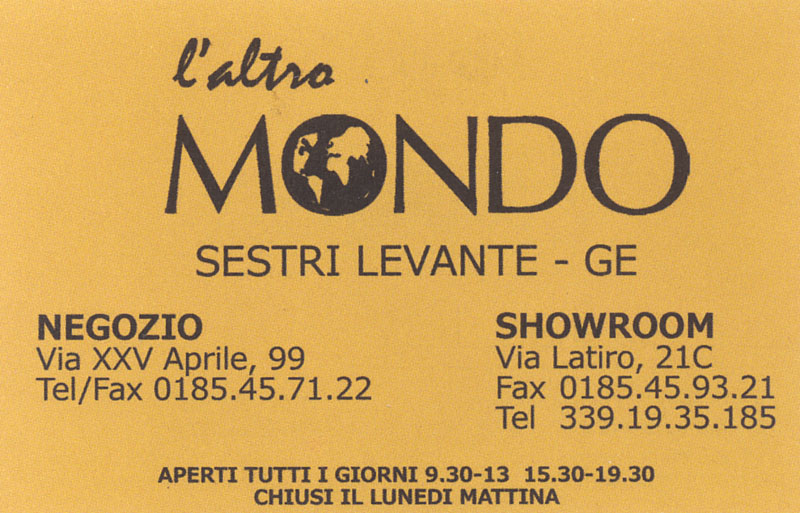 l'altro
MONDO
SESTRI LEVANTE - GE
NEGOZIO
Via XXV Aprile, 99
Tel/Fax 0185.45.71.22
SHOWROOM
Via Latiro, 21C
Fax 0185.45.93.21
Tel 339.19.35.185
APERTI TUTTI I GIORNI 9.30-13 15.30-19.30
CHIUSI IL LUNEDI MATTINA